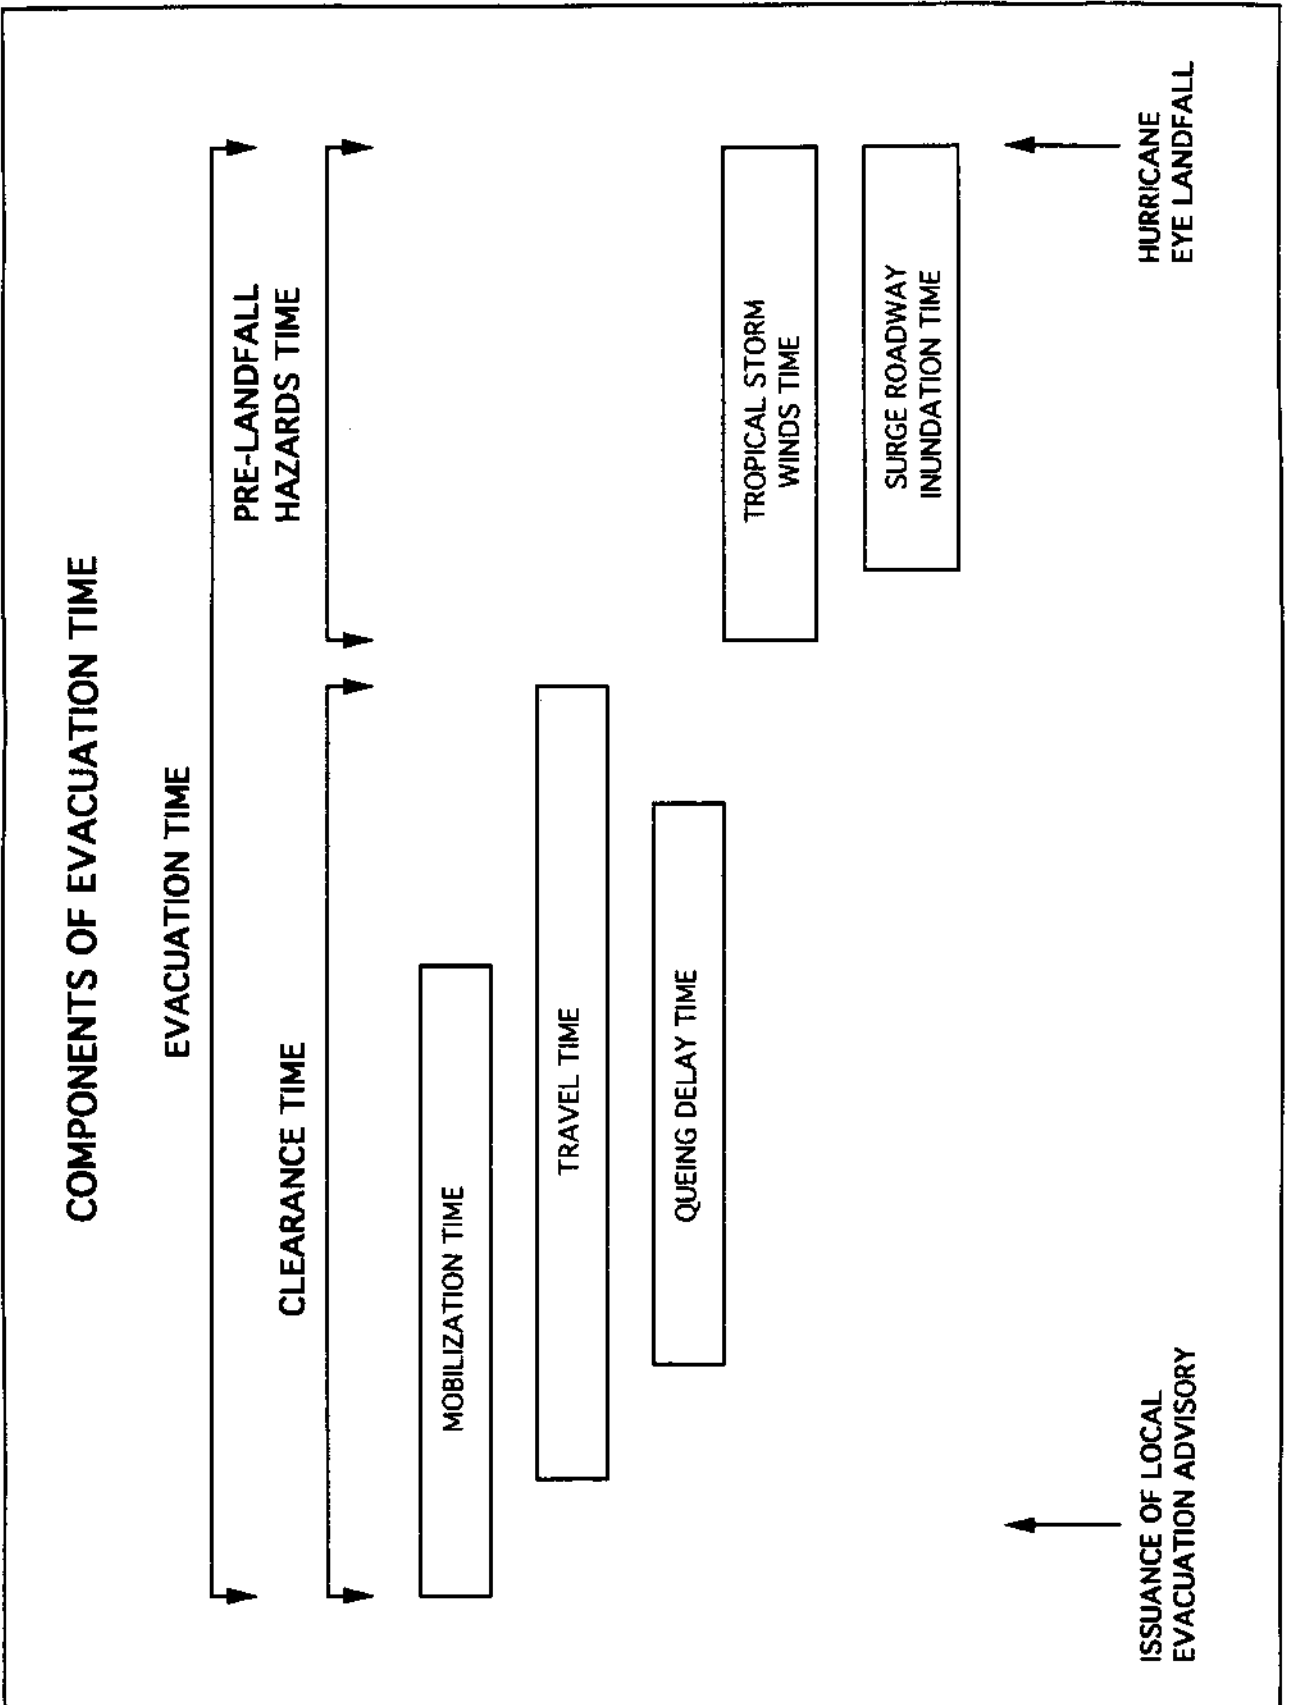 COMPONENTS OF EVACUATION TIME
EVACUATION TIME
CLEARANCE TIME
PRE-LANDFALL
HAZARDS TIME
MOBILIZATION TIME
TRAVEL TIME
QUEING DELAY TIME
TROPICAL STORM
WINDS TIME
SURGE ROADWAY
INUNDATION TIME
ISSUANCE OF LOCAL
EVACUATION ADVISORY
HURRICANE
EYE LANDFALL